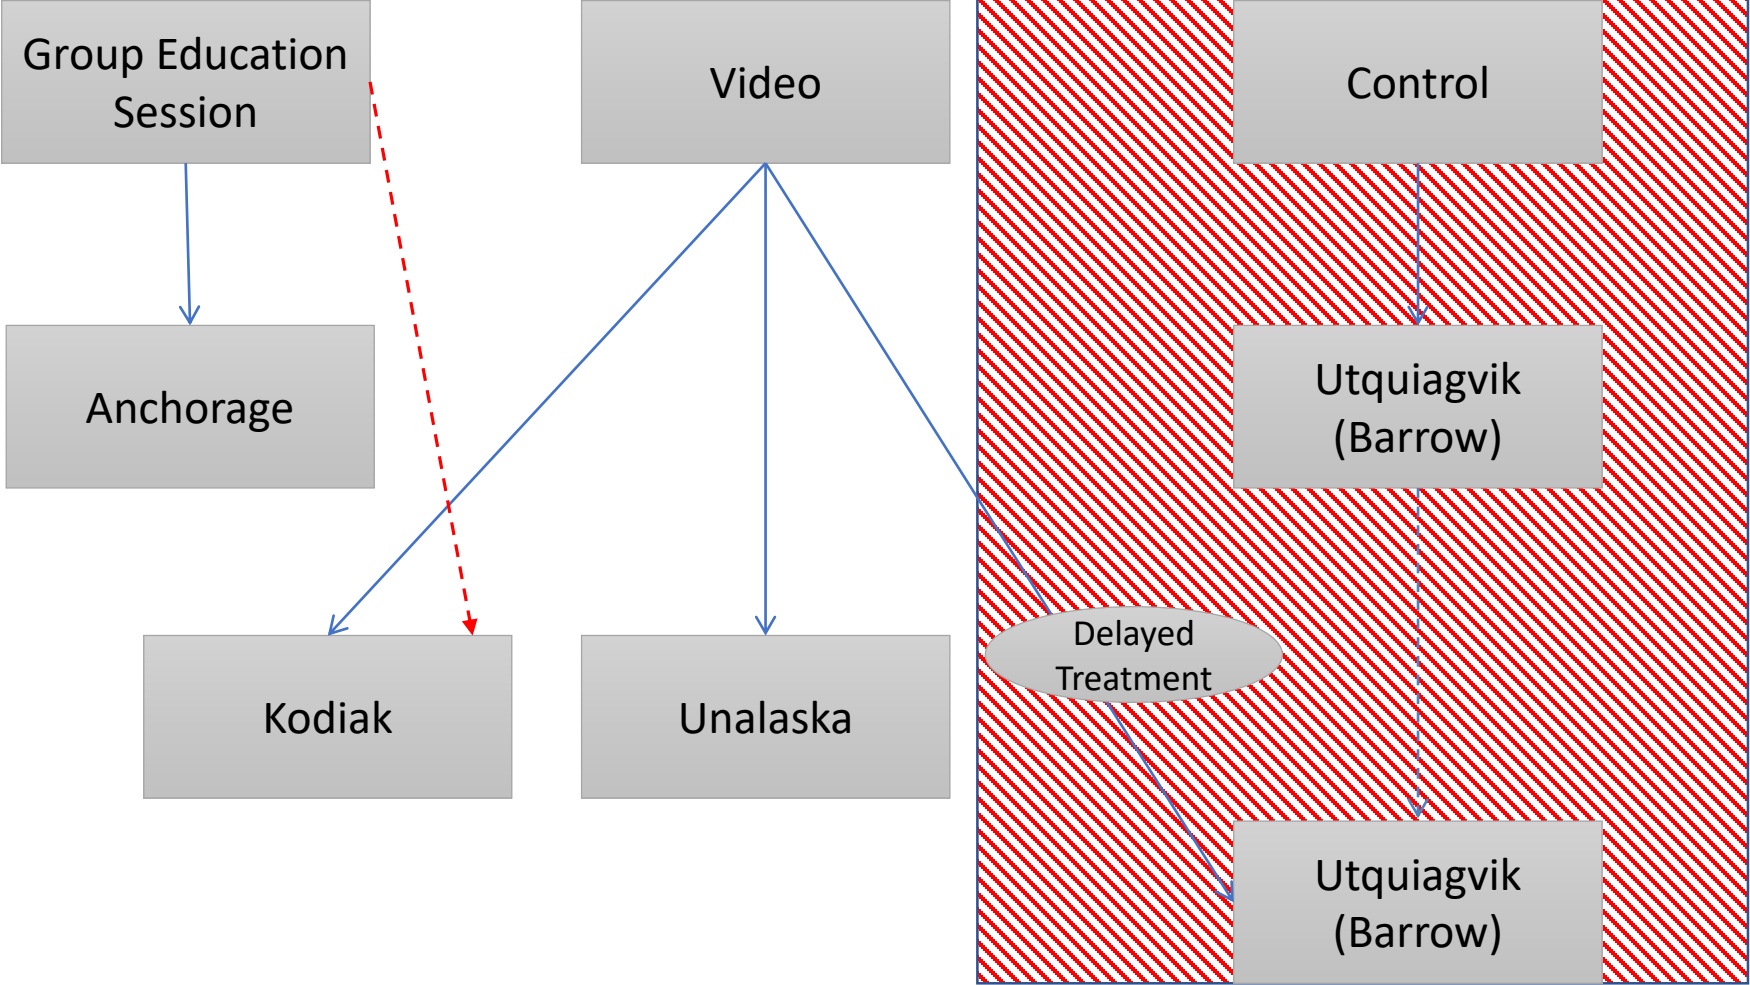 Group Education
Session
Video
Control
Anchorage
Utquiagvik
(Barrow)
Delayed
Treatment
Kodiak
Unalaska
Utquiagvik
(Barrow)